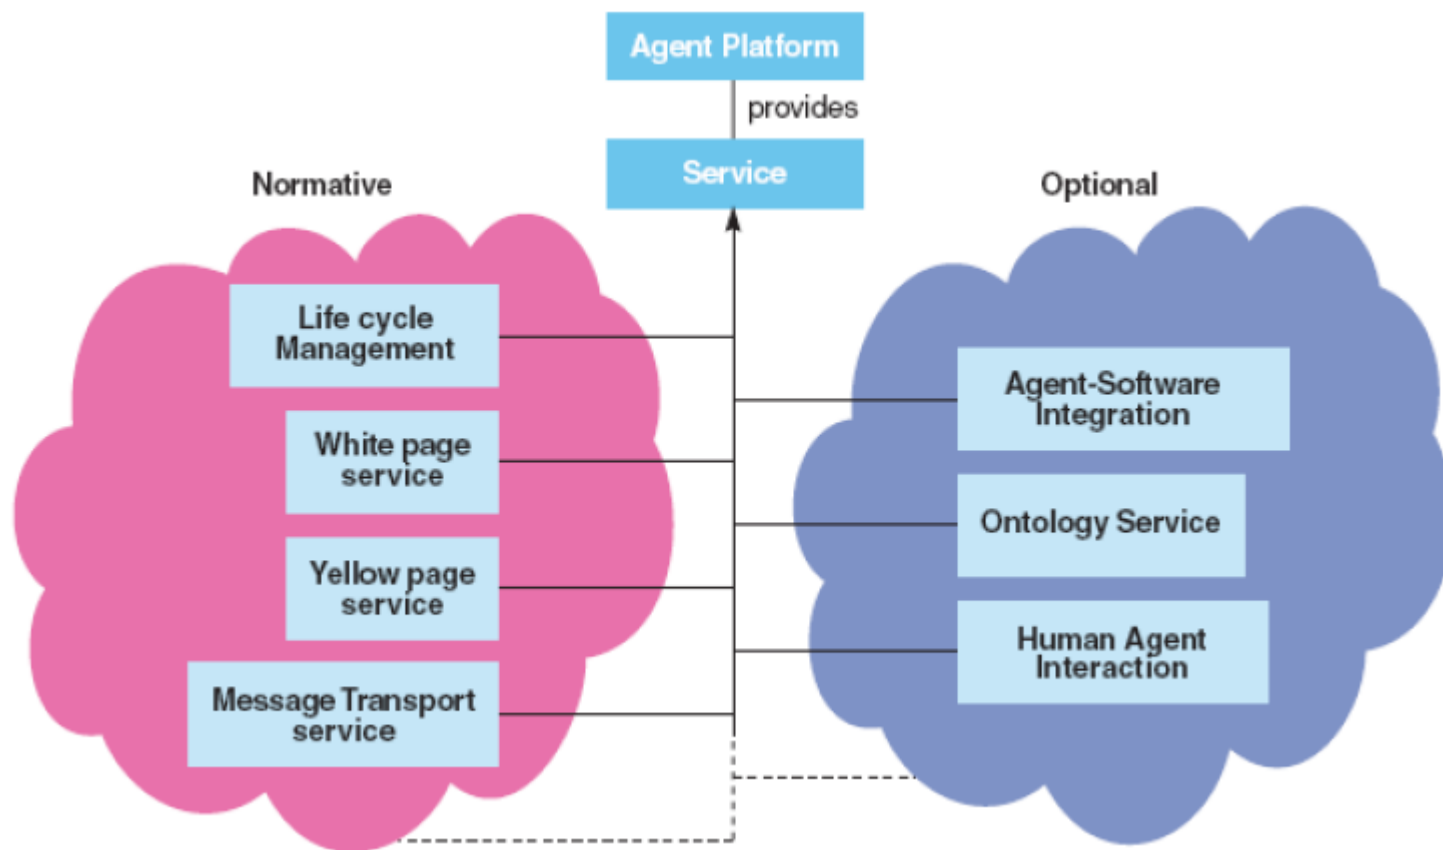 Agent Platform
provides
Service
Normative
Optional
Life cycle
Management
White page
service
Yellow page
service
Message Transport
service
Agent-Software
Integration
Ontology Service
Human Agent
Interaction